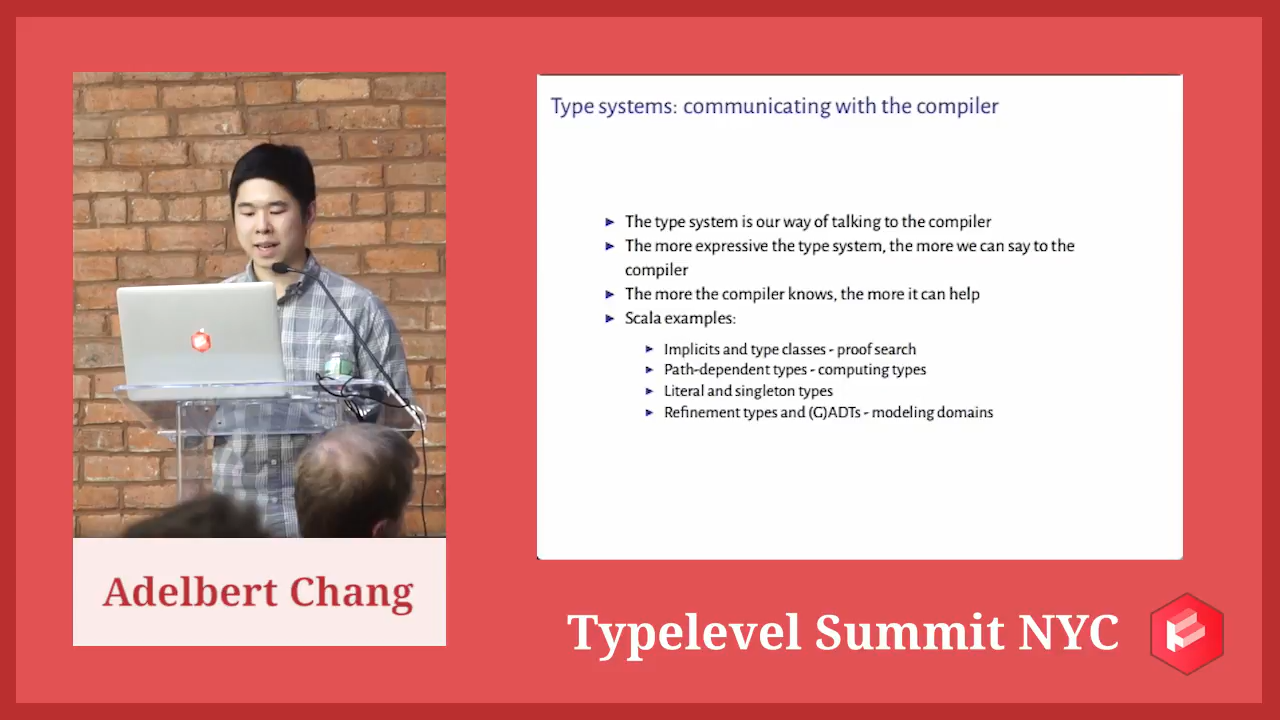 Type systems: communicating with the compiler
The type system is our way of talking to the compiler
The more expressive the type system, the more we can say to the
compiler
The more the compiler knows, the more it can help
Scala examples:
Implicits and type classes - proof search
Path-dependent types - computing types
Literal and singleton types
Refinement types and (G)ADTs - modeling domains
Adelbert Chang
Typelevel Summit NYC